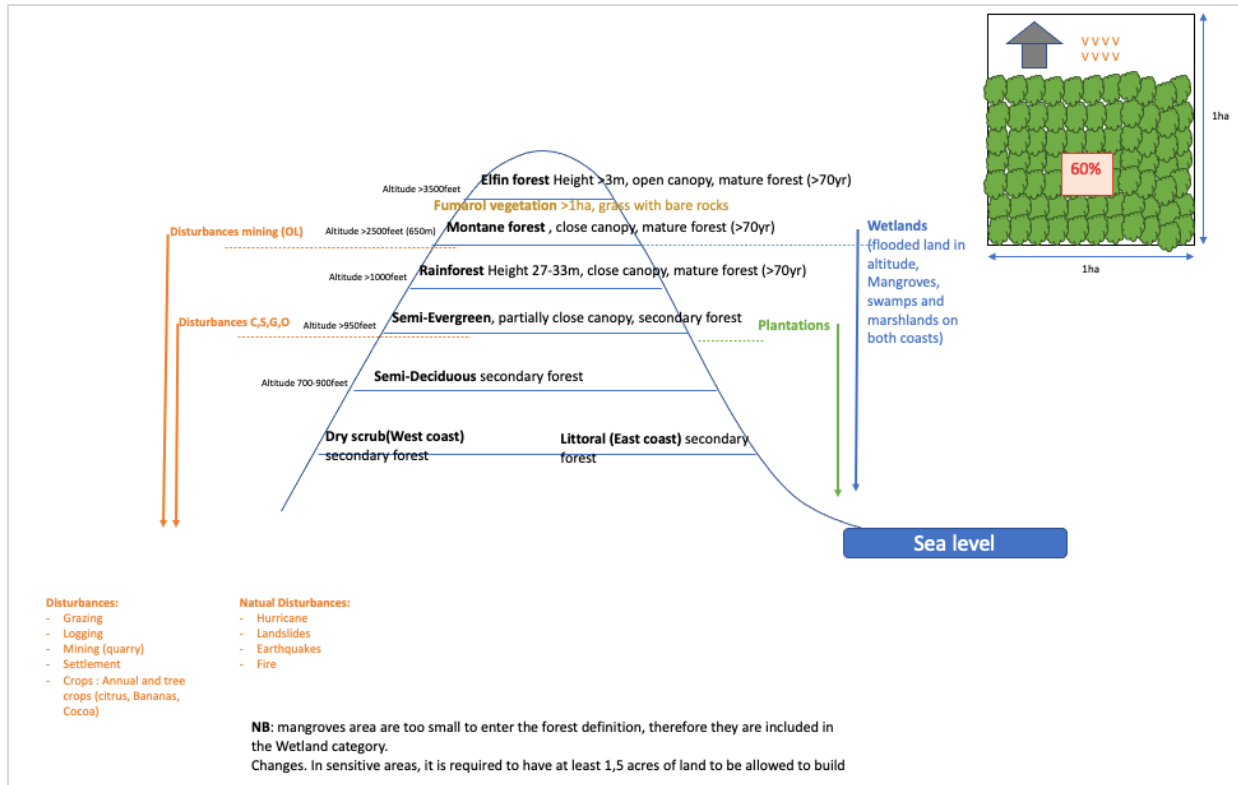 V V V V
V V V V
1ha
60%
1ha
Altitude >3500feet
Elfin forest Height >3m, open canopy, mature forest (>70yr)
Fumarol vegetation >1ha, grass with bare rocks
Disturbances mining (OL)
Altitude >2500feet (650m)
Montane forest , close canopy, mature forest (>70yr)
Wetlands
(flooded land in
altitude,
Mangroves,
swamps and
marshlands on
both coasts)
Altitude >1000feet
Rainforest Height 27-33m, close canopy, mature forest (>70yr)
Disturbances C,S,G,O
Altitude >950feet
Semi-Evergreen, partially close canopy, secondary forest
Plantations
Altitude 700-900feet
Semi-Deciduous secondary forest
Dry scrub(West coast)
secondary forest
Littoral (East coast) secondary
forest
Sea level
Disturbances:
- Grazing
- Logging
- Mining (quarry)
- Settlement
- Crops : Annual and tree
crops (citrus, Bananas,
Cocoa)
Natual Disturbances:
- Hurricane
- Landslides
- Earthquakes
- Fire
NB: mangroves area are too small to enter the forest definition, therefore they are included in
the Wetland category.
Changes. In sensitive areas, it is required to have at least 1,5 acres of land to be allowed to build